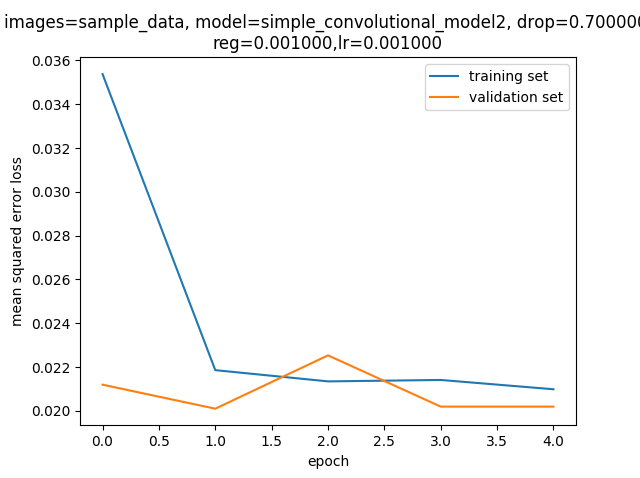 images=sample_data, model=simple_convolutional_model2, drop=0.700000
reg=0.001000,lr=0.001000
training set
validation set
mean squared error loss
0.036
0.034
0.032
0.030
0.028
0.026
0.024
0.022
0.020
0.0 0.5 1.0 1.5 2.0 2.5 3.0 3.5 4.0
epoch